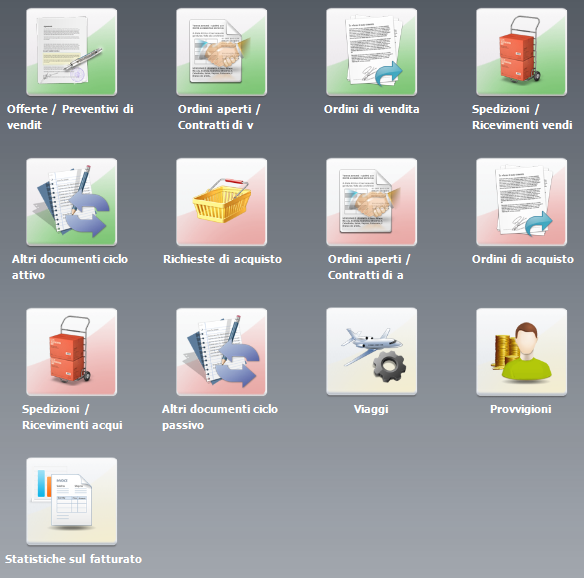 Offerte / Preventivi di
vendit
Ordini aperti /
Contratti di v
Ordini di vendita
Spedizioni /
Ricevimenti vendi
Altri documenti ciclo
attivo
Richieste di acquisto
Ordini aperti /
Contratti di a
Ordini di acquisto
Spedizioni /
Ricevimenti acqui
Altri documenti ciclo
passivo
Viaggi
Provvigioni
Statistiche sul fatturato